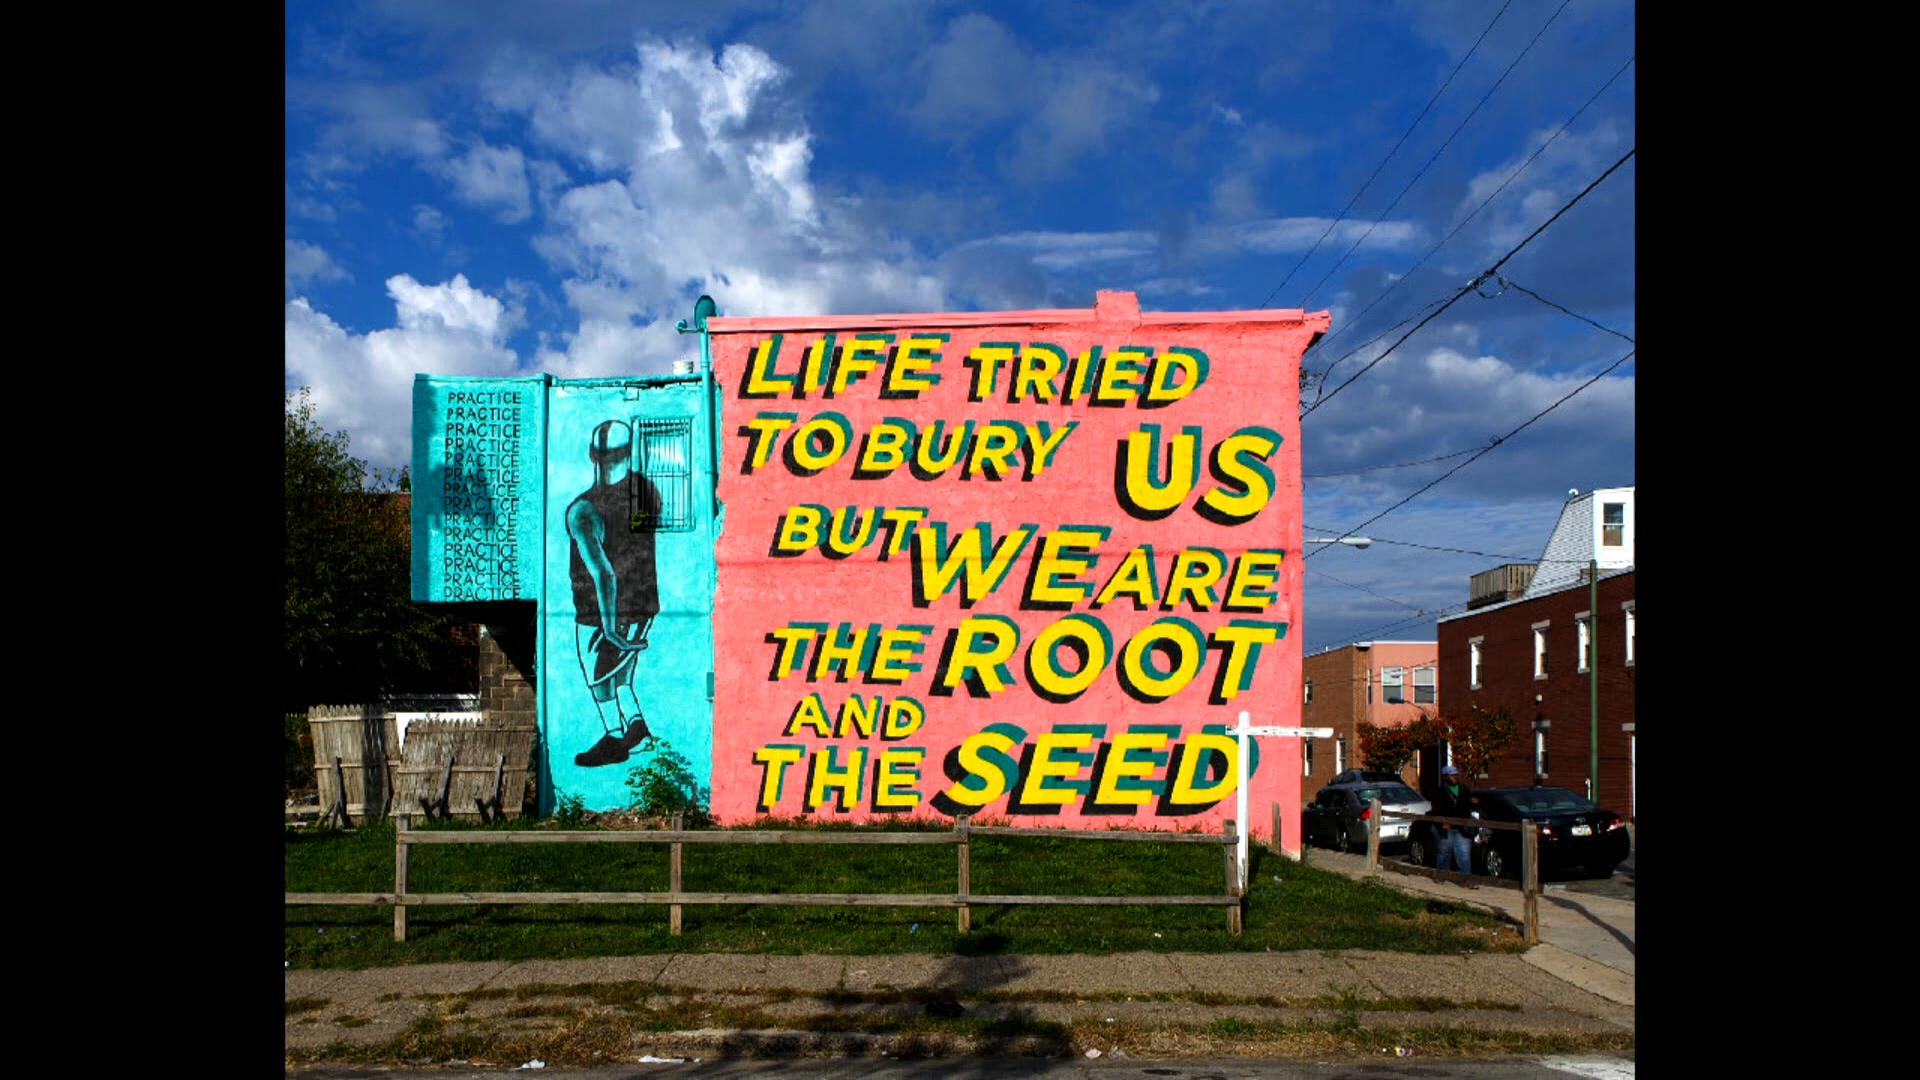 PRACTICE
PRACTICE
PRACTICE
PRACTICE
PRACTICE
PRACTICE
PRACTICE
PRACTICE
PRACTICE
PRACTICE
PRACTICE
PRACTICE
PRACTICE
PRACTICE
LIFE TRIED
TO BURY US
BUT WE ARE
THE ROOT
AND
THE SEED